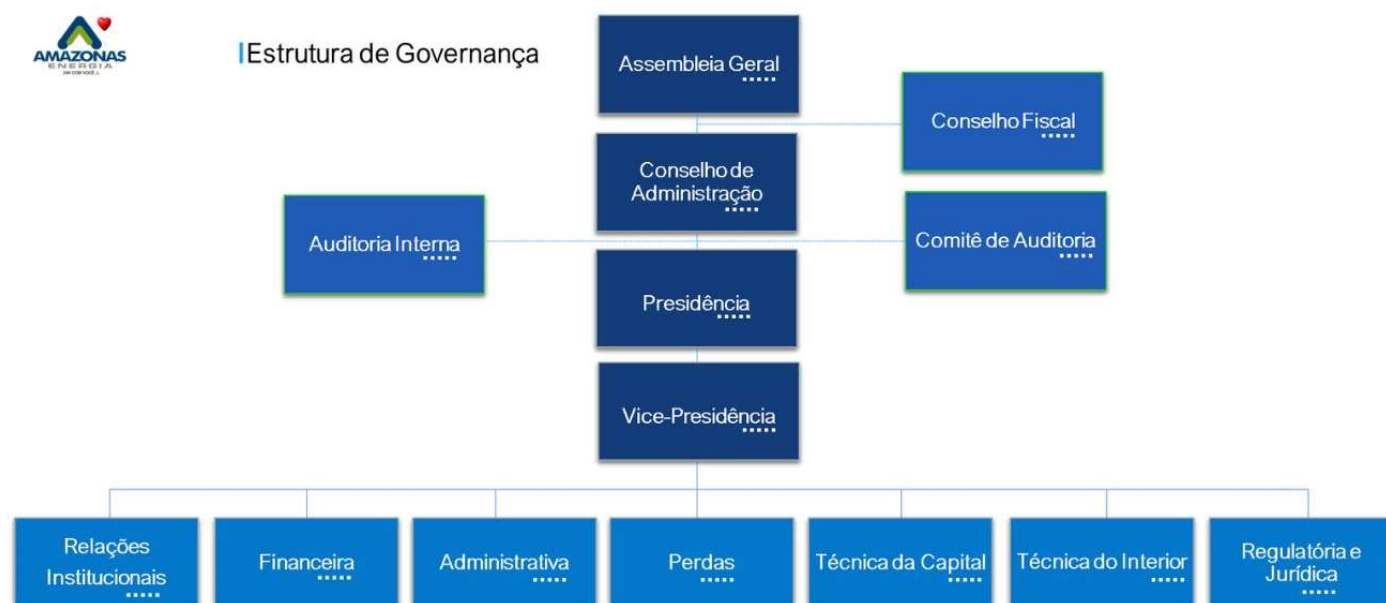 AMAZONAS
ENERGIA
Estrutura de Governança
Assembleia Geral
Conselho Fiscal
Conselho de
Administração
Auditoria Interna
Comitê de Auditoria
Presidência
Vice-Presidência
Relações
Institucionais
Financeira
Administrativa
Perdas
Técnica da Capital
Técnica do Interior
Regulatória e
Jurídica